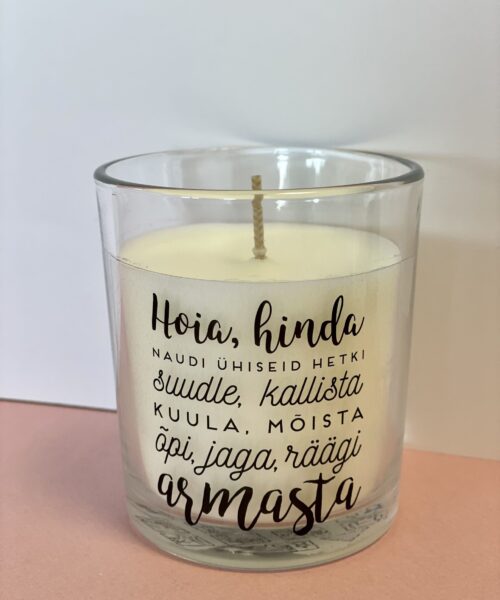 Hoia, hinda
NAUDI ÜHISEID HETKI
suudle, kallista
KUULA, MÕISTA
õpi, jaga, räägi
armasta